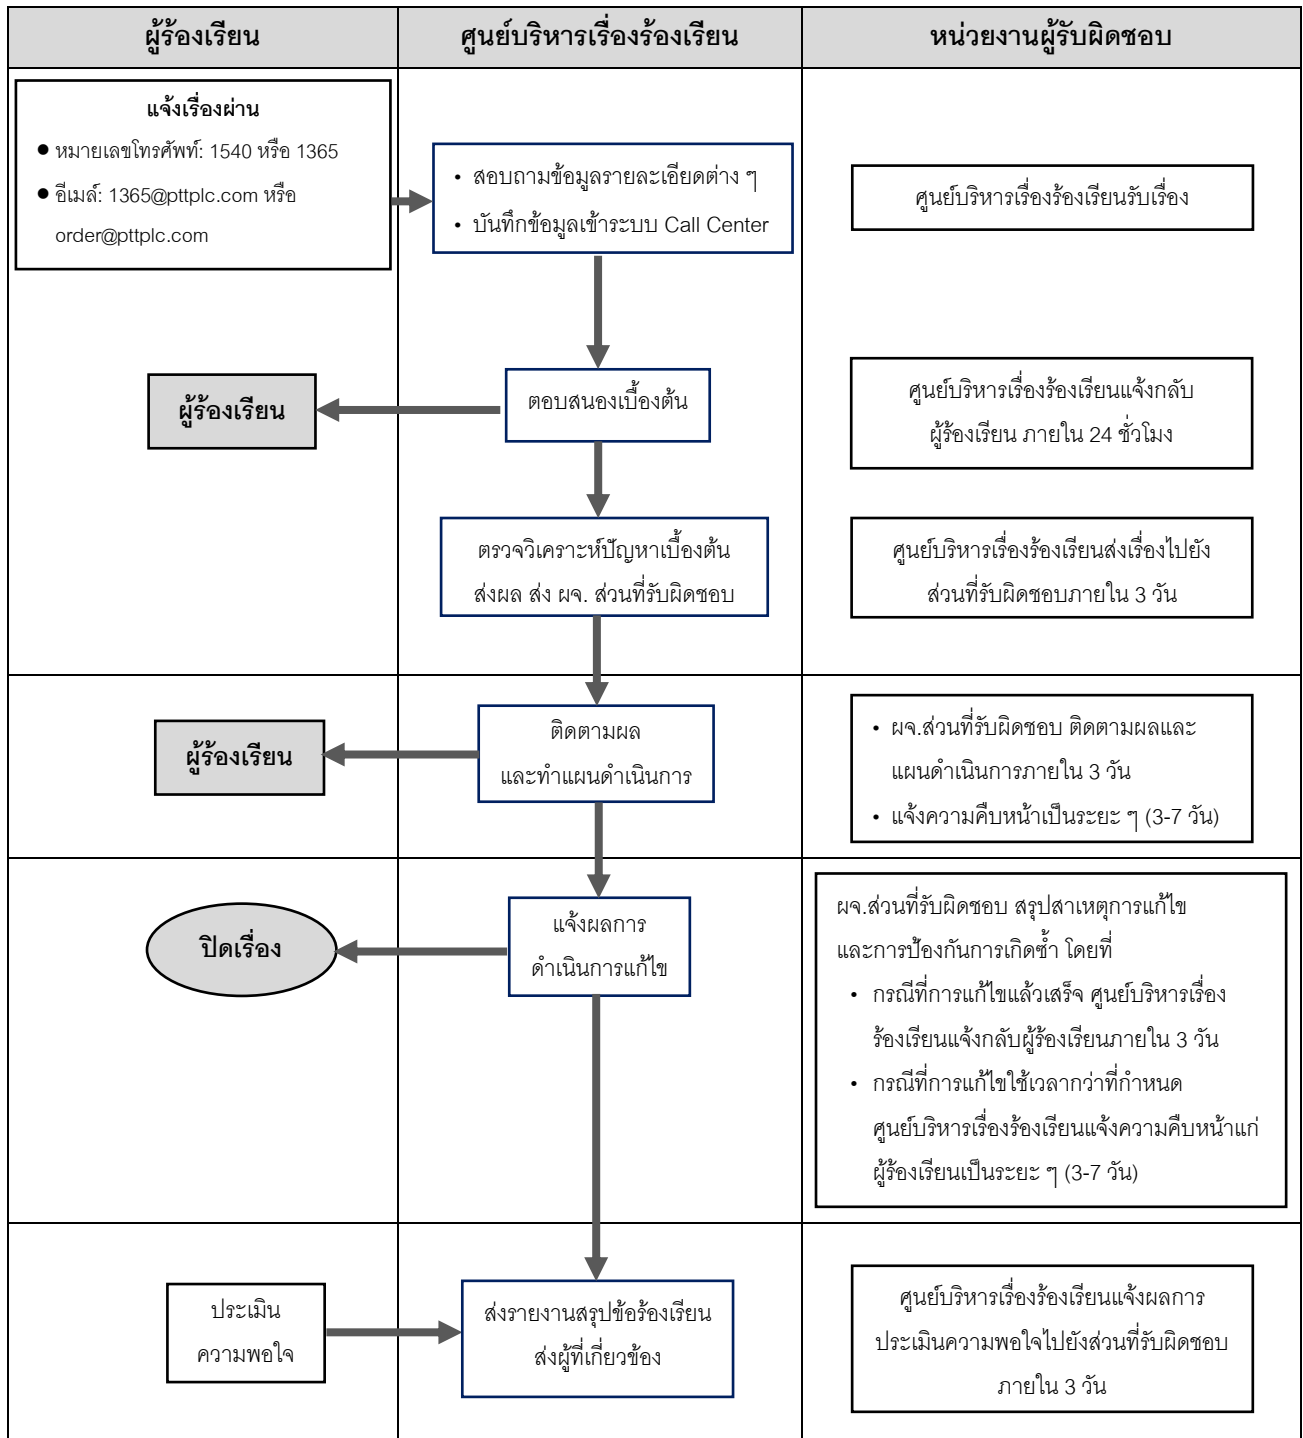 ผู้ร้องเรียน
ศูนย์บริหารเรื่องร้องเรียน
หน่วยงานผู้รับผิดชอบ
แจ้งเรื่องผ่าน
● หมายเลขโทรศัพท์: 1540 หรือ 1365
● อีเมล์: 1365@pttplc.com หรือ
order@pttplc.com
• สอบถามข้อมูลรายละเอียดต่าง ๆ
• บันทึกข้อมูลเข้าระบบ Call Center
ศูนย์บริหารเรื่องร้องเรียนรับเรื่อง
ผู้ร้องเรียน
ตอบสนองเบื้องต้น
ศูนย์บริหารเรื่องร้องเรียนแจ้งกลับ
ผู้ร้องเรียน ภายใน 24 ชั่วโมง
ตรวจวิเคราะห์ปัญหาเบื้องต้น
ส่งผล ส่ง ผจ. ส่วนที่รับผิดชอบ
ศูนย์บริหารเรื่องร้องเรียนส่งเรื่องไปยัง
ส่วนที่รับผิดชอบภายใน 3 วัน
ผู้ร้องเรียน
ติดตามผล
และทำแผนดำเนินการ
• ผจ.ส่วนที่รับผิดชอบ ติดตามผลและ
แผนดำเนินการภายใน 3 วัน
• แจ้งความคืบหน้าเป็นระยะ ๆ (3-7 วัน)
ปิดเรื่อง
แจ้งผลการ
ดำเนินการแก้ไข
ผจ.ส่วนที่รับผิดชอบ สรุปสาเหตุการแก้ไข
และการป้องกันการเกิดซ้ำ โดยที่
• กรณีที่การแก้ไขแล้วเสร็จ ศูนย์บริหารเรื่อง
ร้องเรียนแจ้งกลับผู้ร้องเรียนภายใน 3 วัน
• กรณีที่การแก้ไขใช้เวลากว่าที่กำหนด
ศูนย์บริหารเรื่องร้องเรียนแจ้งความคืบหน้าแก่
ผู้ร้องเรียนเป็นระยะ ๆ (3-7 วัน)
ประเมิน
ความพอใจ
ส่งรายงานสรุปข้อร้องเรียน
ส่งผู้ที่เกี่ยวข้อง
ศูนย์บริหารเรื่องร้องเรียนแจ้งผลการ
ประเมินความพอใจไปยังส่วนที่รับผิดชอบ
ภายใน 3 วัน